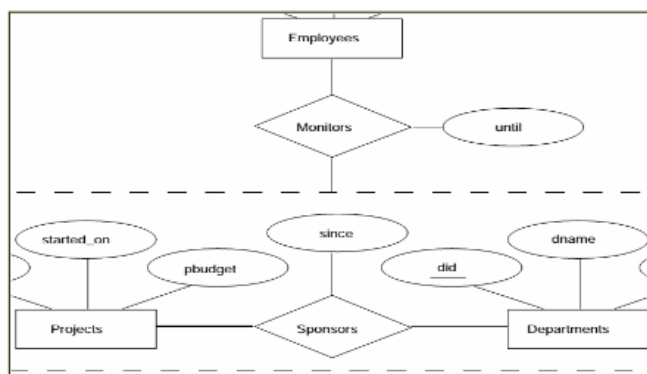 Employees
Monitors
until
since
started_on
dname
pbudget
did
Projects
Sponsors
Departments